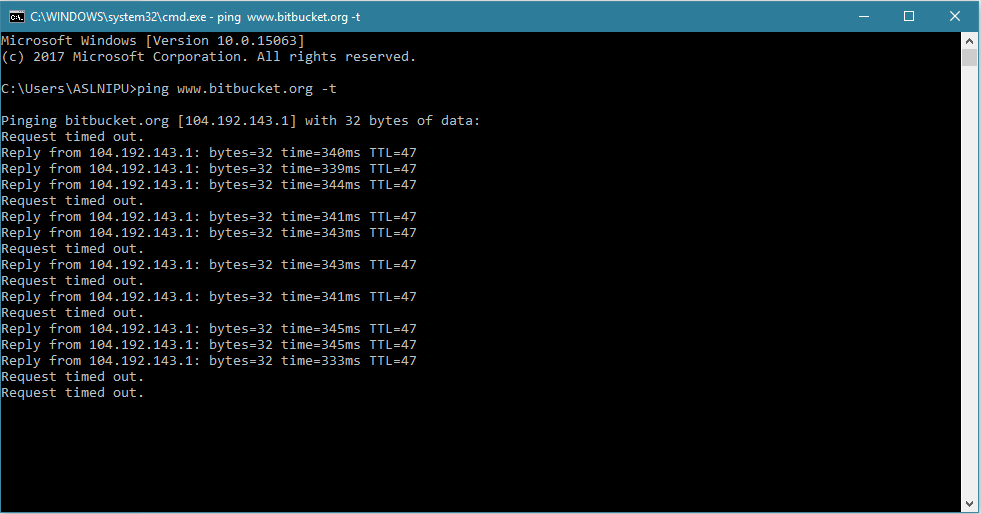 C:\WINDOWS\system32\cmd.exe - ping  www.bitbucket.org -t
Microsoft Windows [Version 10.0.15063]
(c) 2017 Microsoft Corporation. All rights reserved.
C:\Users\ASLNIPU>ping www.bitbucket.org -t
Pinging bitbucket.org [104.192.143.1] with 32 bytes of data:
Request timed out.
Reply from 104.192.143.1: bytes=32 time=340ms TTL=47
Reply from 104.192.143.1: bytes=32 time=339ms TTL=47
Reply from 104.192.143.1: bytes=32 time=344ms TTL=47
Request timed out.
Reply from 104.192.143.1: bytes=32 time=341ms TTL=47
Reply from 104.192.143.1: bytes=32 time=343ms TTL=47
Request timed out.
Reply from 104.192.143.1: bytes=32 time=343ms TTL=47
Request timed out.
Reply from 104.192.143.1: bytes=32 time=341ms TTL=47
Request timed out.
Reply from 104.192.143.1: bytes=32 time=345ms TTL=47
Reply from 104.192.143.1: bytes=32 time=345ms TTL=47
Reply from 104.192.143.1: bytes=32 time=333ms TTL=47
Request timed out.
Request timed out.